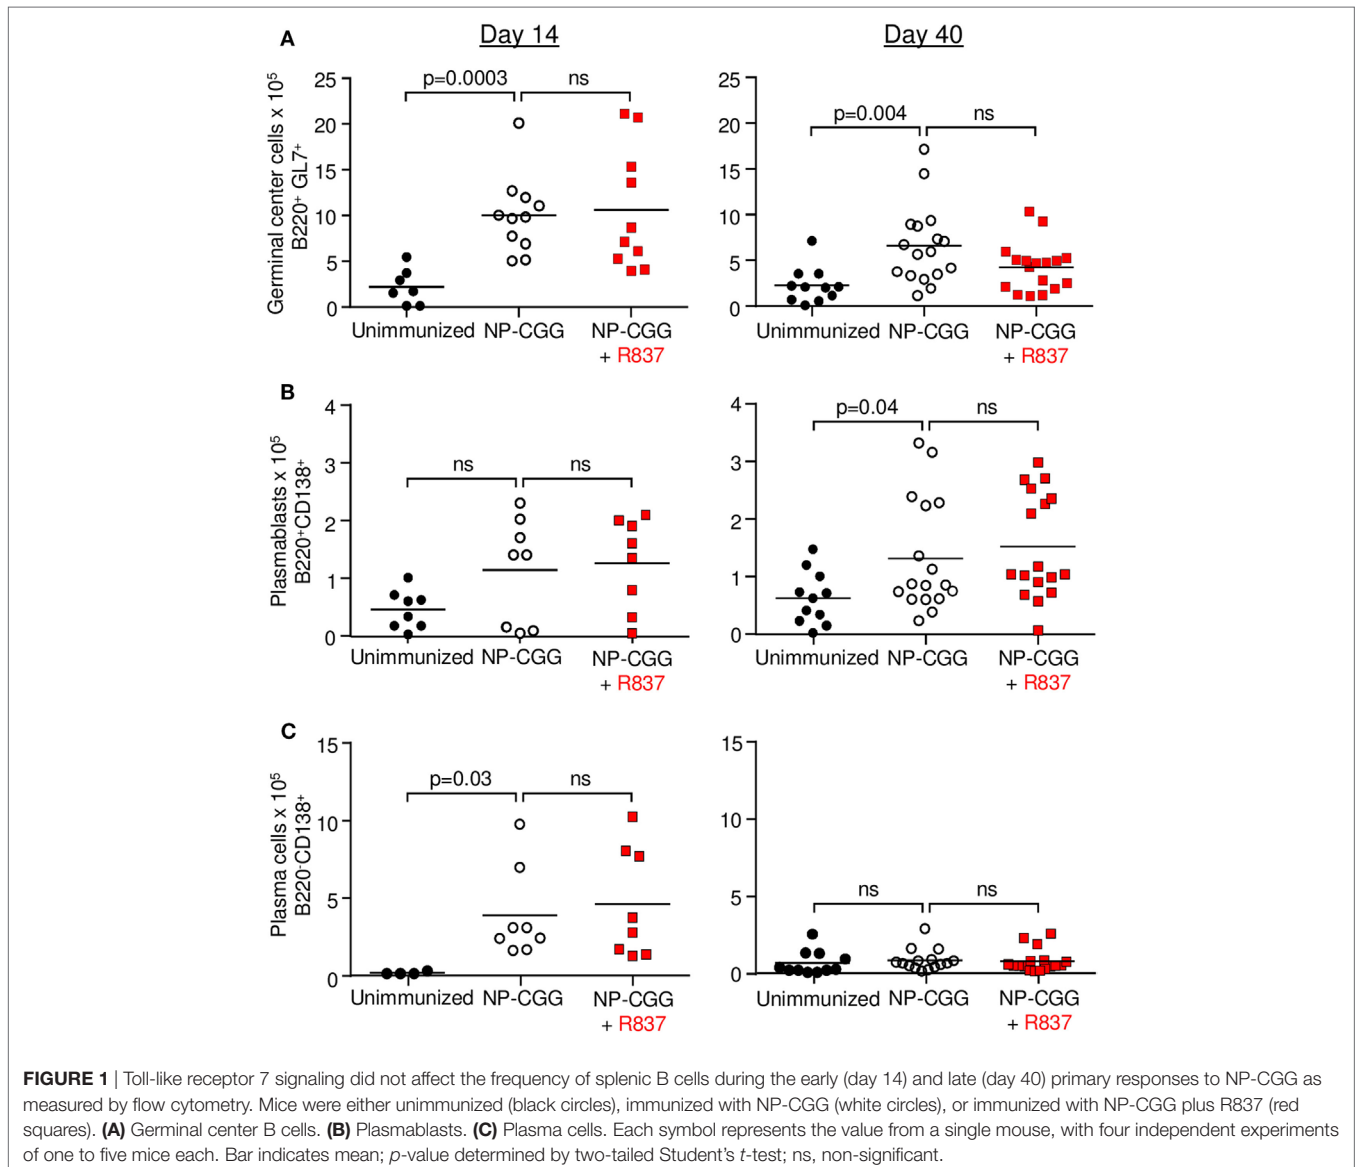 Day 14
Day 40
A
Germinal center cells x 10⁵
B220⁺ GL7⁺
25
20
15
10
5
0
p=0.0003
ns
Unimmunized
NP-CGG
NP-CGG
+ R837
25
20
15
10
5
0
p=0.004
ns
Unimmunized
NP-CGG
NP-CGG
+ R837
B
Plasmablasts x 10⁵
B220⁺CD138⁺
4
3
2
1
0
ns
ns
Unimmunized
NP-CGG
NP-CGG
+ R837
4
3
2
1
0
p=0.04
ns
Unimmunized
NP-CGG
NP-CGG
+ R837
C
Plasma cells x 10⁵
B220⁻CD138⁺
15
10
5
0
p=0.03
ns
Unimmunized
NP-CGG
NP-CGG
+ R837
15
10
5
0
ns
ns
Unimmunized
NP-CGG
NP-CGG
+ R837
FIGURE 1 | Toll-like receptor 7 signaling did not affect the frequency of splenic B cells during the early (day 14) and late (day 40) primary responses to NP-CGG as
measured by flow cytometry. Mice were either unimmunized (black circles), immunized with NP-CGG (white circles), or immunized with NP-CGG plus R837 (red
squares). (A) Germinal center B cells. (B) Plasmablasts. (C) Plasma cells. Each symbol represents the value from a single mouse, with four independent experiments
of one to five mice each. Bar indicates mean; p-value determined by two-tailed Student’s t-test; ns, non-significant.